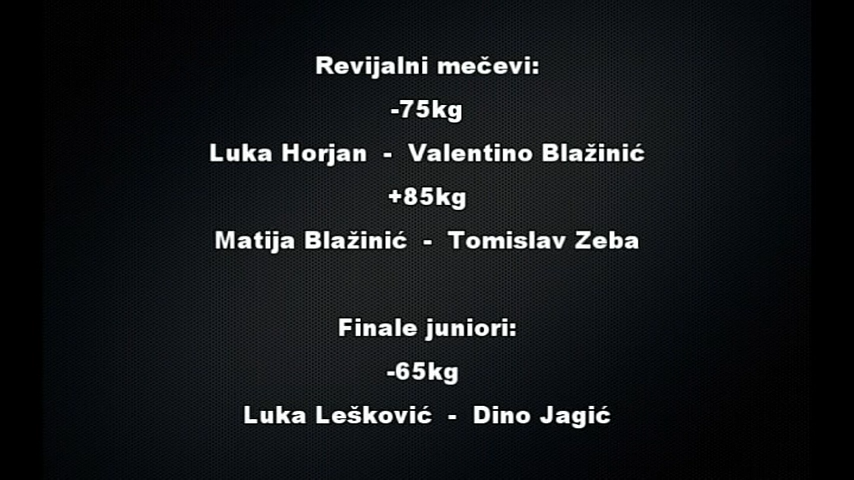 Revijalni mečevi:
-75kg
Luka Horjan - Valentino Blažinić
+85kg
Matija Blažinić - Tomislav Zeba
Finale juniori:
-65kg
Luka Lešković - Dino Jagić